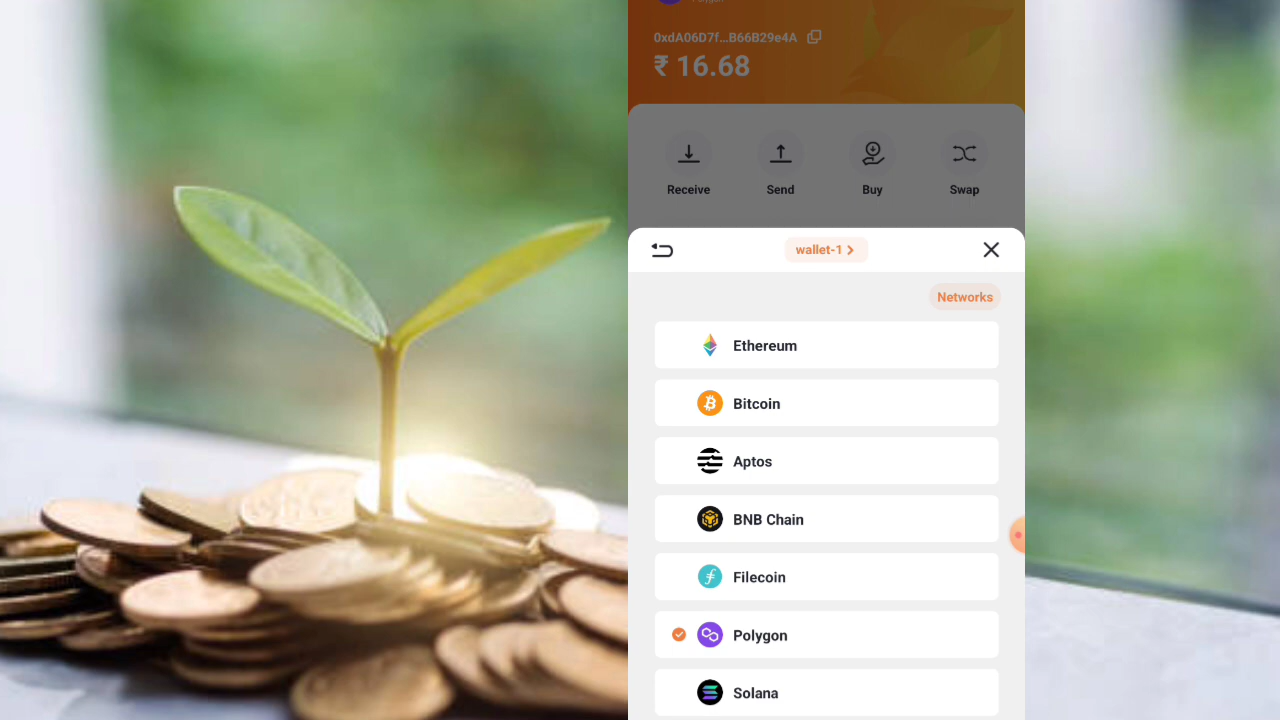 Polygon
0xdA06D7f...B66B29e4A
₹ 16.68
Receive Send Buy Swap
wallet-1 >
Networks
Ethereum
Bitcoin
Aptos
BNB Chain
Filecoin
Polygon
Solana